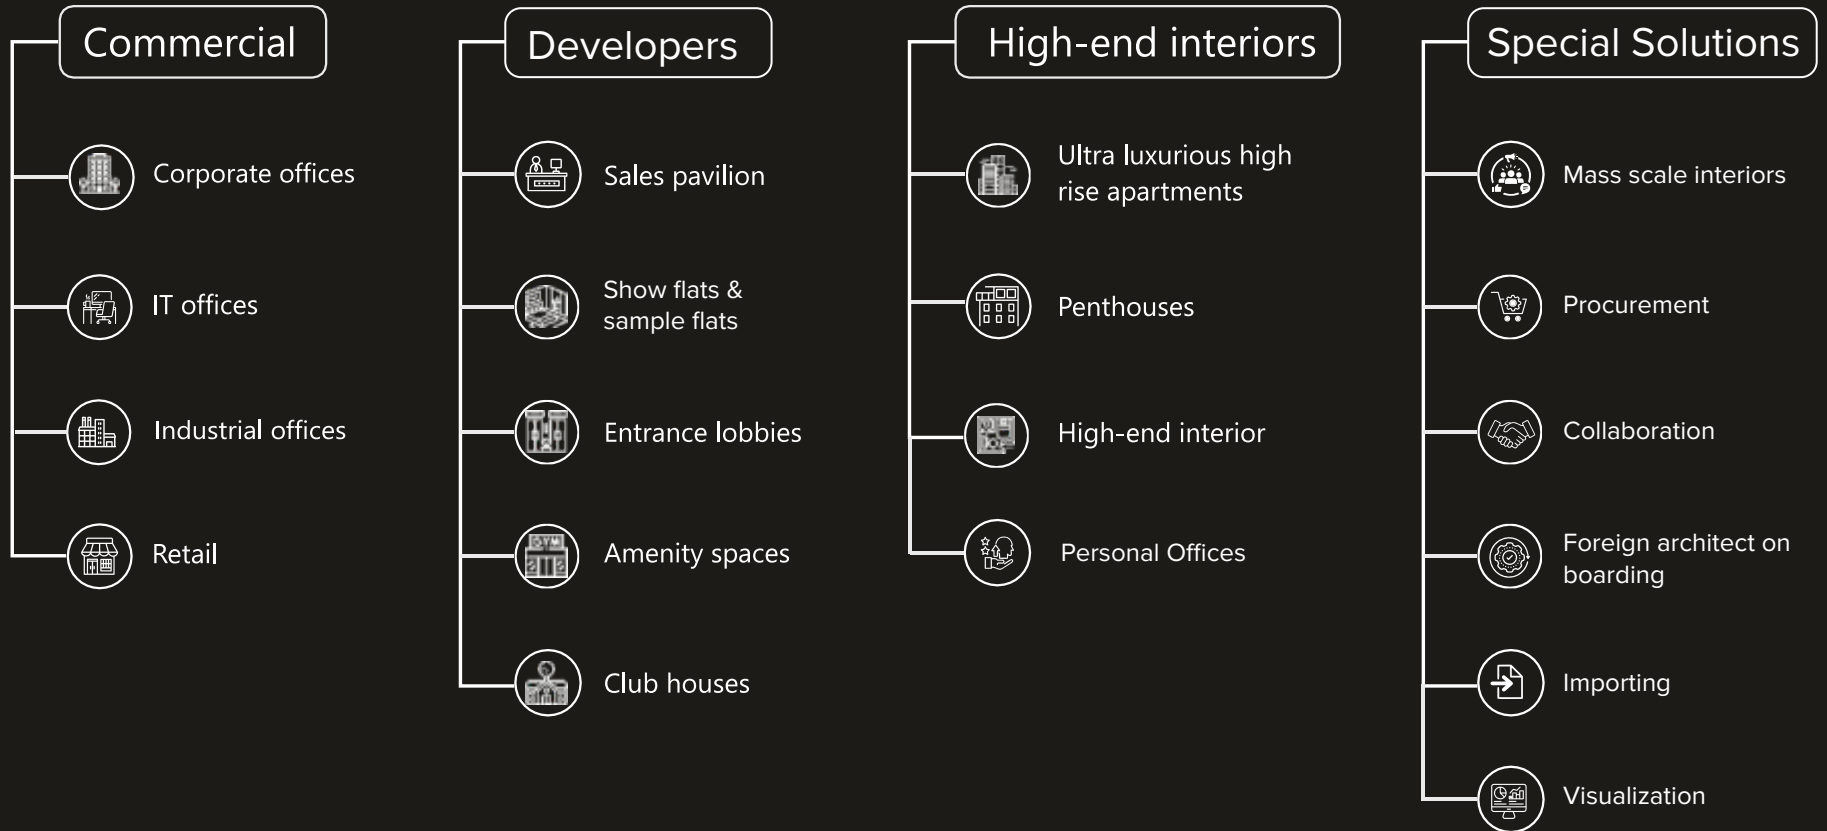 Commercial
Corporate offices
IT offices
Industrial offices
Retail
Developers
Sales pavilion
Show flats &
sample flats
Entrance lobbies
GYM
Amenity spaces
Club houses
High-end interiors
Ultra luxurious high
rise apartments
Penthouses
High-end interior
Personal Offices
Special Solutions
Mass scale interiors
Procurement
Collaboration
Foreign architect on
boarding
Importing
Visualization